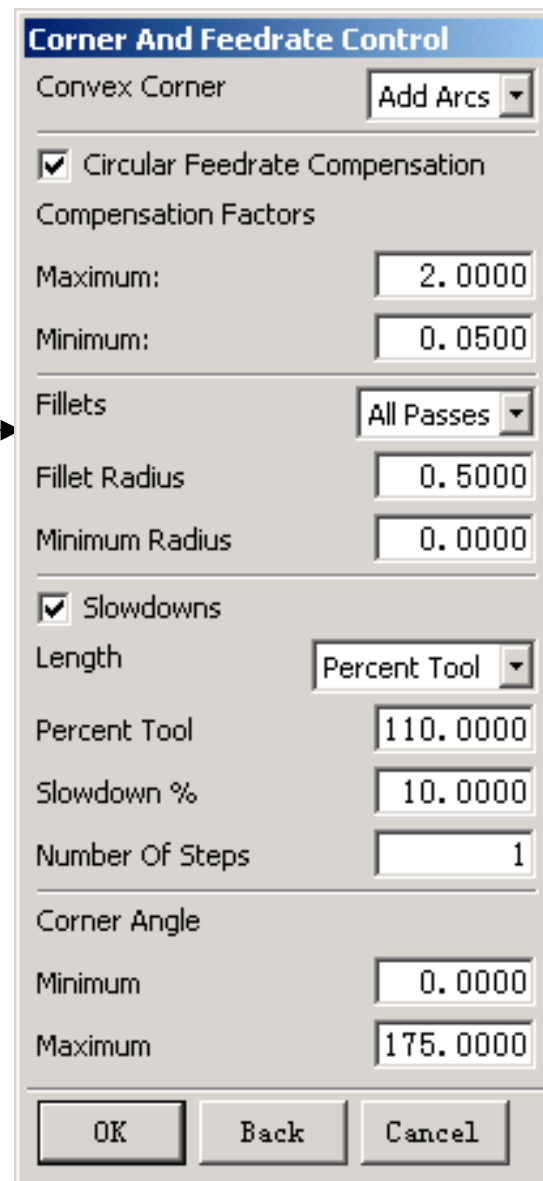 Corner And Feedrate Control
Convex Corner Add Arcs
Circular Feedrate Compensation
Compensation Factors
Maximum: 2.0000
Minimum: 0.0500
Fillets All Passes
Fillet Radius 0.5000
Minimum Radius 0.0000
Slowdowns
Length Percent Tool
Percent Tool 110.0000
Slowdown % 10.0000
Number Of Steps 1
Corner Angle
Minimum 0.0000
Maximum 175.0000
OK Back Cancel